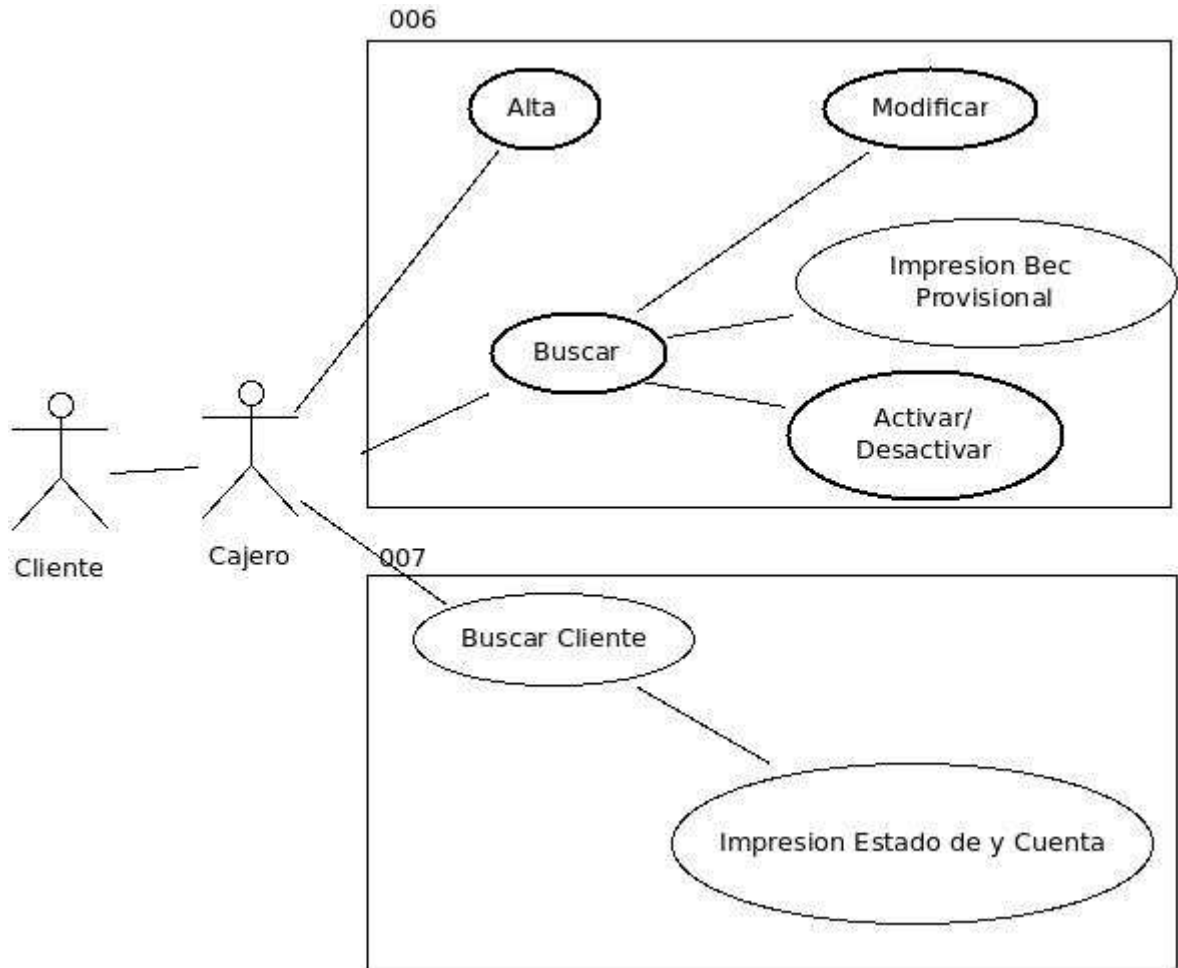 006
Alta
Modificar
Impresion Bec
Provisional
Buscar
Activar/
Desactivar
Cliente
Cajero
007
Buscar Cliente
Impresion Estado de y Cuenta